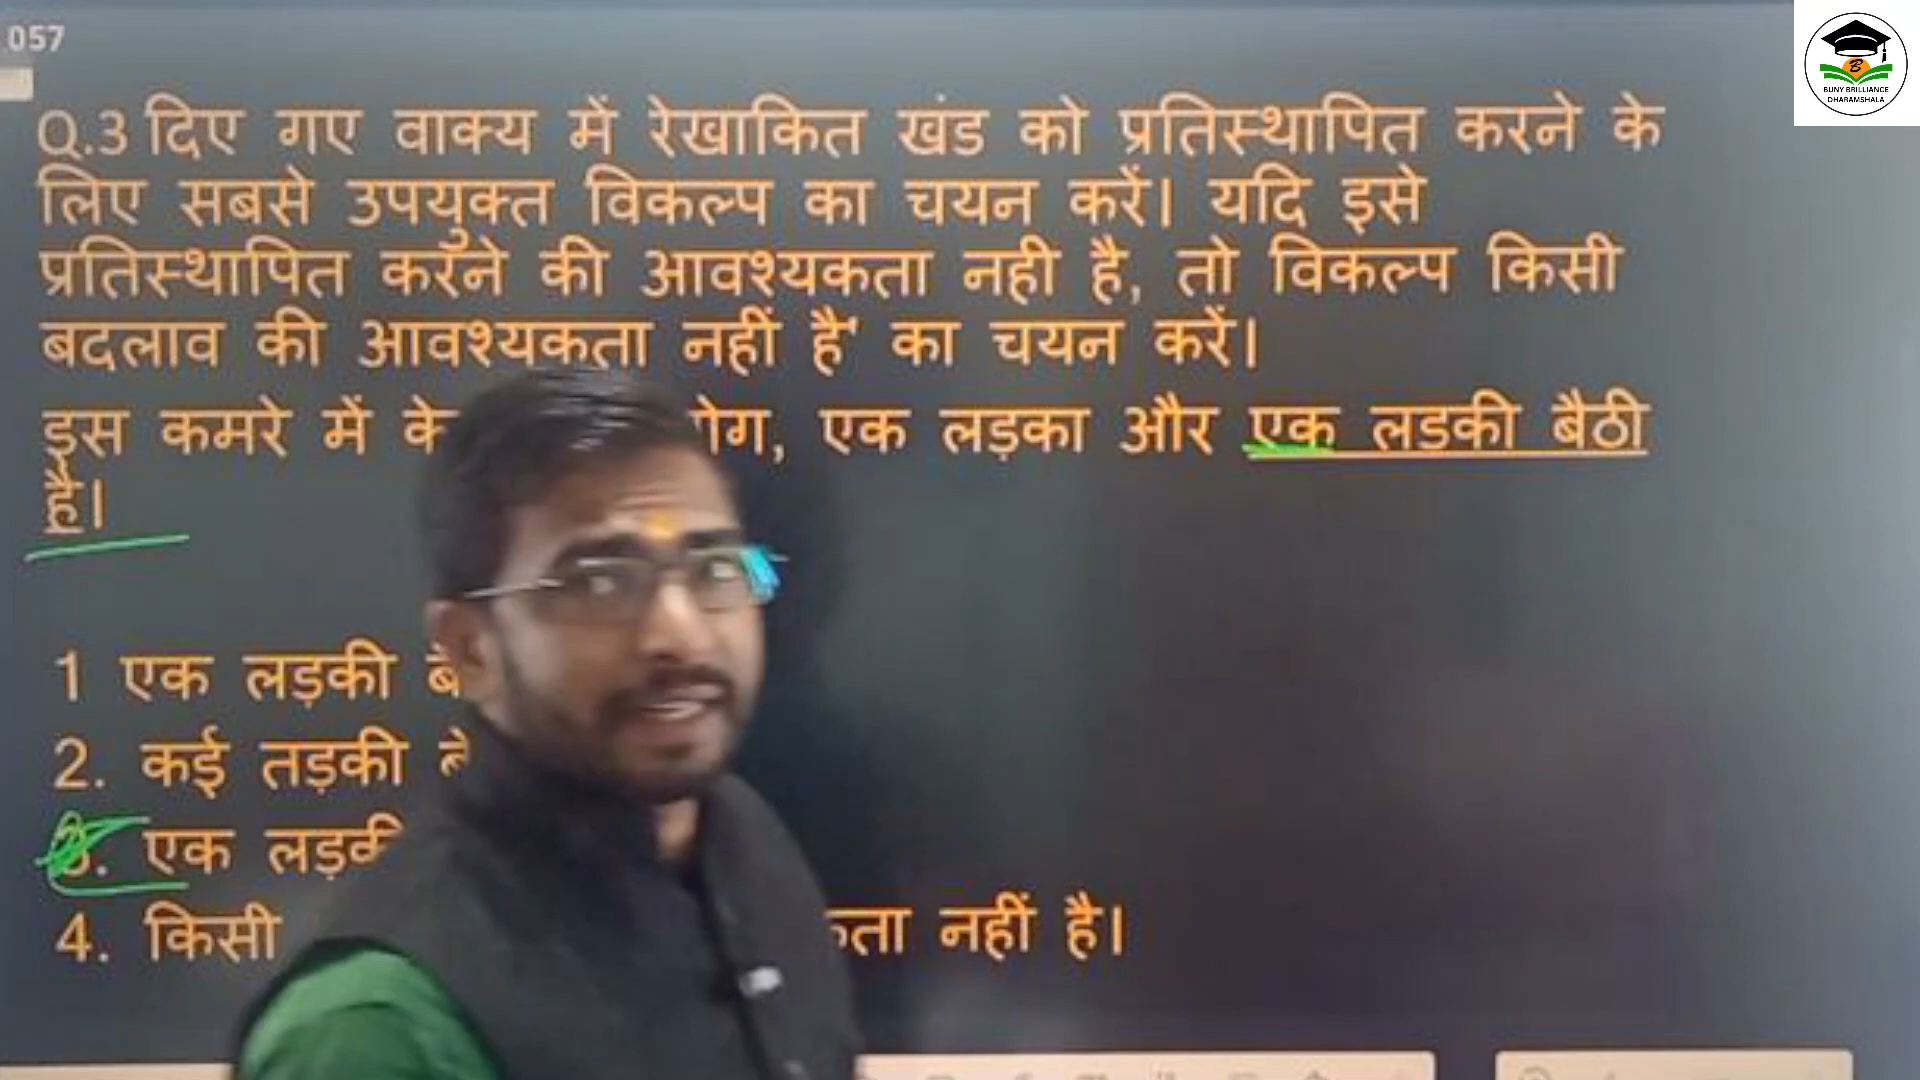 057
BUNY BRILLIANCE
DHARAMSHALA
Q.3 दिए गए वाक्य में रेखाकित खंड को प्रतिस्थापित करने के
लिए सबसे उपयुक्त विकल्प का चयन करें। यदि इसे
प्रतिस्थापित करने की आवश्यकता नही है, तो विकल्प किसी
बदलाव की आवश्यकता नहीं है' का चयन करें।
इस कमरे में एक लड़का और एक लडकी बैठी
है।
1 एक लड़की
2. कई तड़की
3. एक
4. किसी नहीं है।